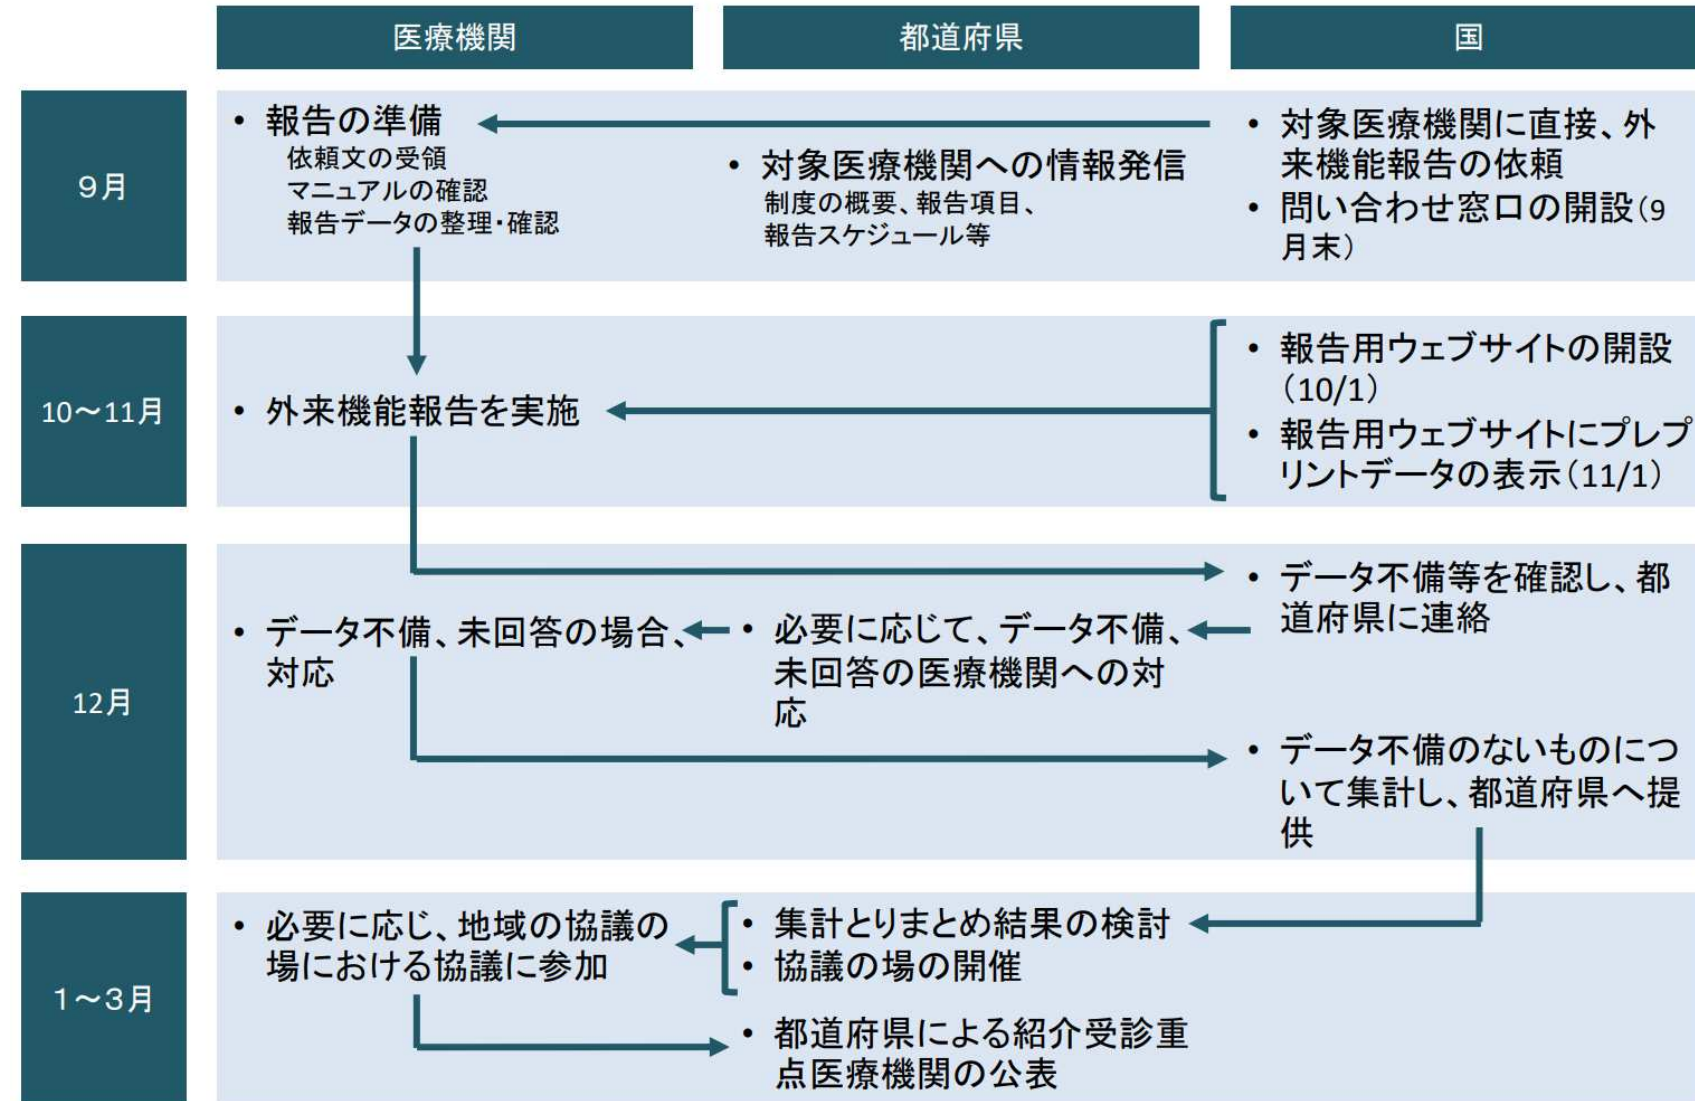 医療機関
都道府県
国
９月
• 報告の準備
依頼文の受領
マニュアルの確認
報告データの整理・確認
• 対象医療機関への情報発信
制度の概要、報告項目、
報告スケジュール等
• 対象医療機関に直接、外
来機能報告の依頼
• 問い合わせ窓口の開設（9
月末）
10～11月
• 外来機能報告を実施
• 報告用ウェブサイトの開設
（10/1）
• 報告用ウェブサイトにプレプ
リントデータの表示（11/1）
12月
• データ不備、未回答の場合、
対応
• 必要に応じて、データ不備、
未回答の医療機関への対
応
• データ不備等を確認し、都
道府県に連絡
• データ不備のないものにつ
いて集計し、都道府県へ提
供
１～３月
• 必要に応じ、地域の協議の
場における協議に参加
• 集計とりまとめ結果の検討
• 協議の場の開催
• 都道府県による紹介受診重
点医療機関の公表